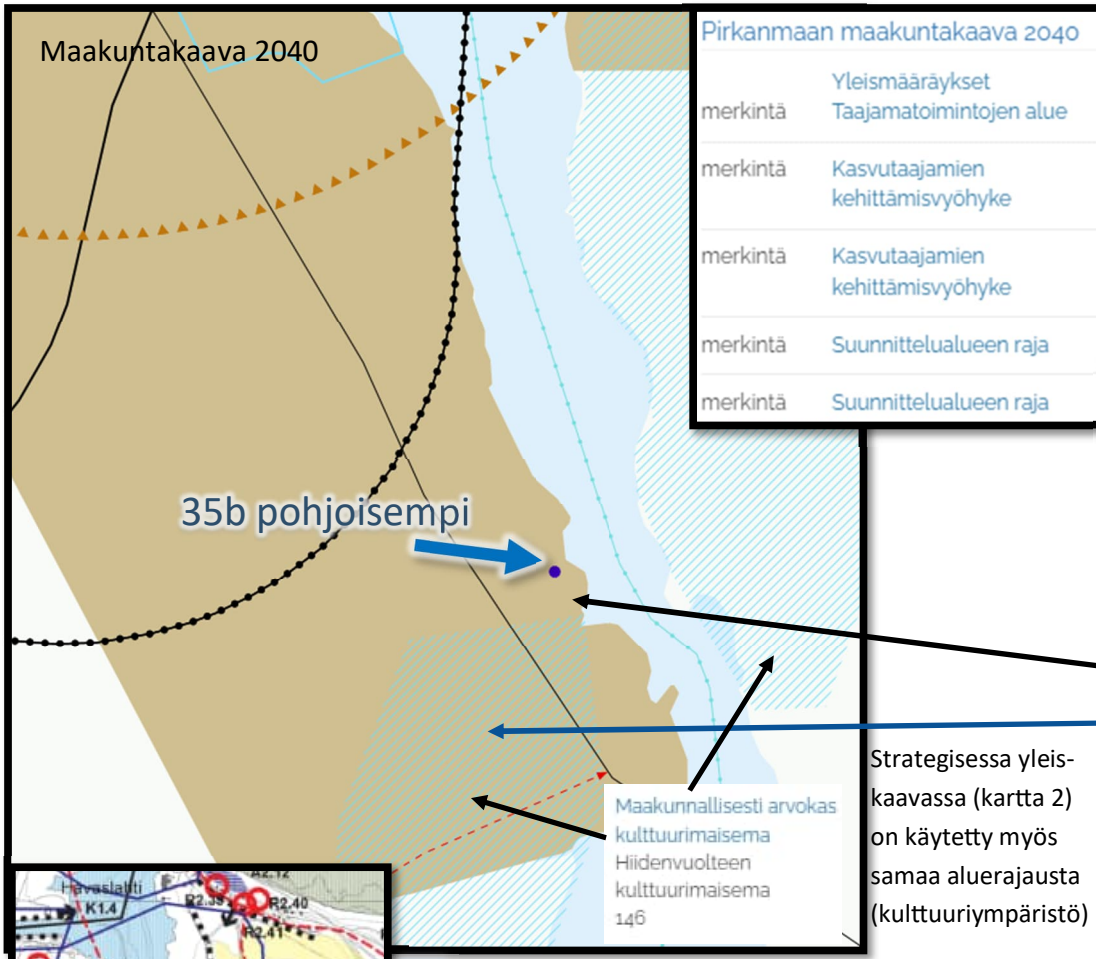 Maakuntakaava 2040
Pirkanmaan maakuntakaava 2040
Yleismääräykset
merkintä Taajamatoimintojen alue
merkintä Kasvutaajamien
kehittämisvyöhyke
merkintä Kasvutaajamien
kehittämisvyöhyke
merkintä Suunnittelualueen raja
merkintä Suunnittelualueen raja
35b pohjoisempi
Maakunnallisesti arvokas
kulttuurimaisema
Hiidenvuolteen
kulttuurimaisema
146
Strategisessa yleis-
kaavassa (kartta 2)
on käytetty myös
samaa aluerajausta
(kulttuuriympäristö)
Havaslahti
K1.4
R2.40
R2.41